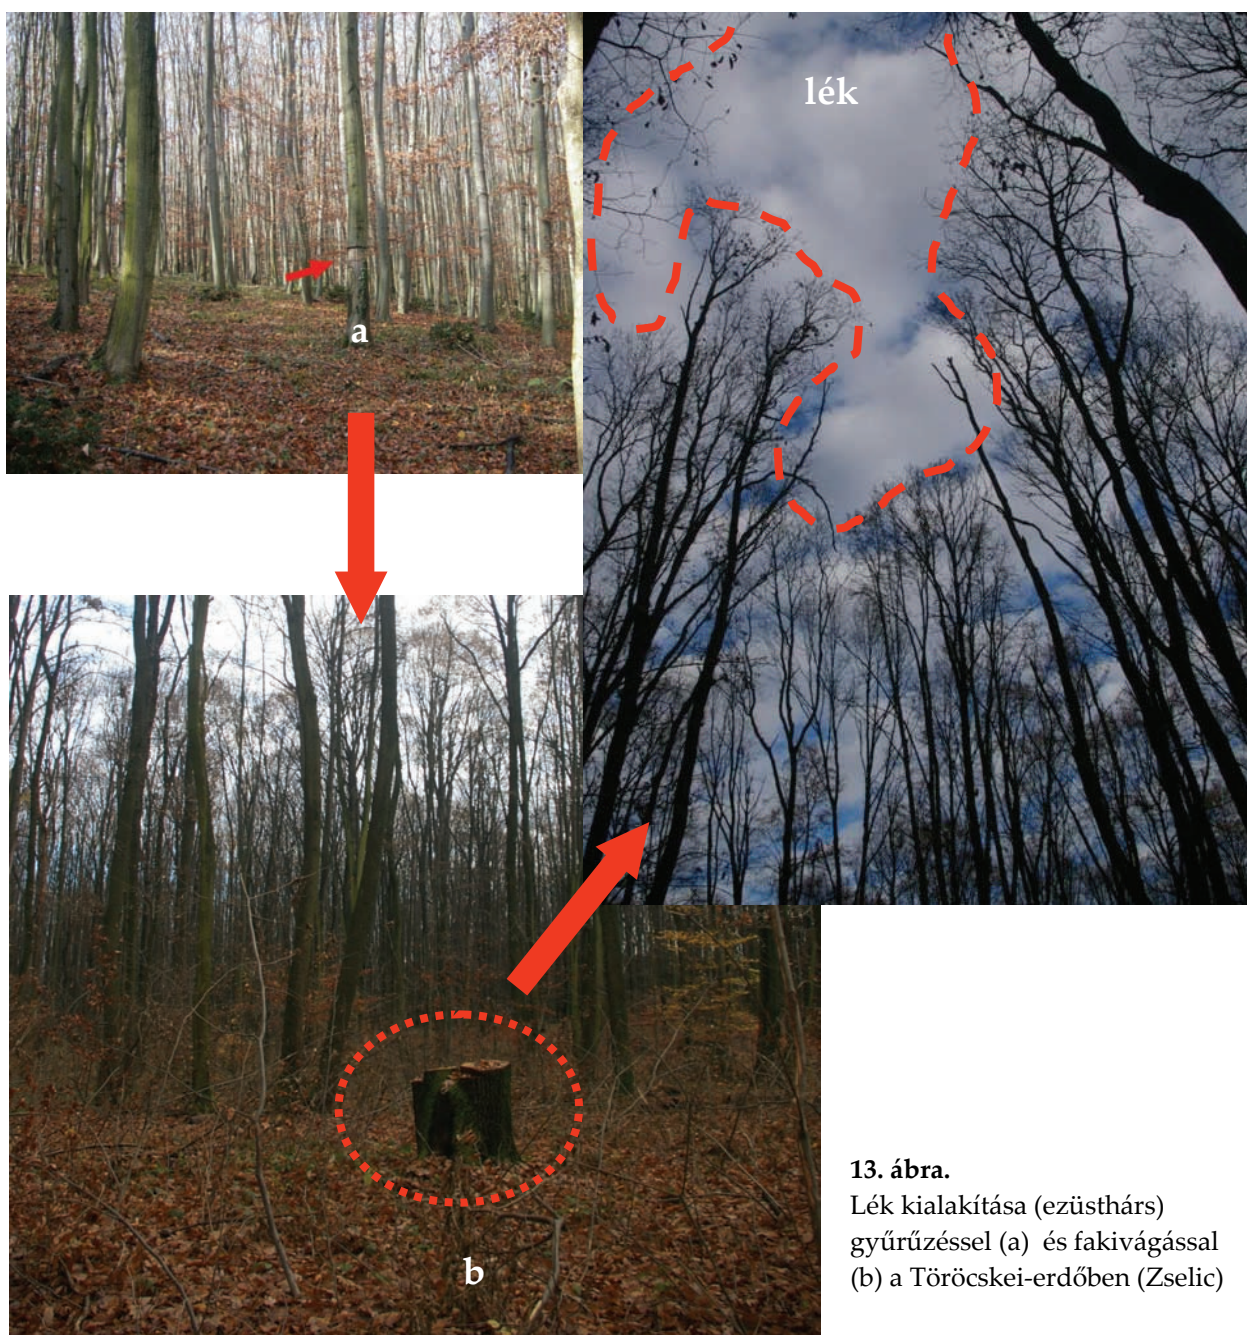 lék
a
b
13. ábra.
Lék kialakítása (ezüsthárs)
gyűrűzéssel (a) és fakivágással
(b) a Töröcskei-erdőben (Zselic)